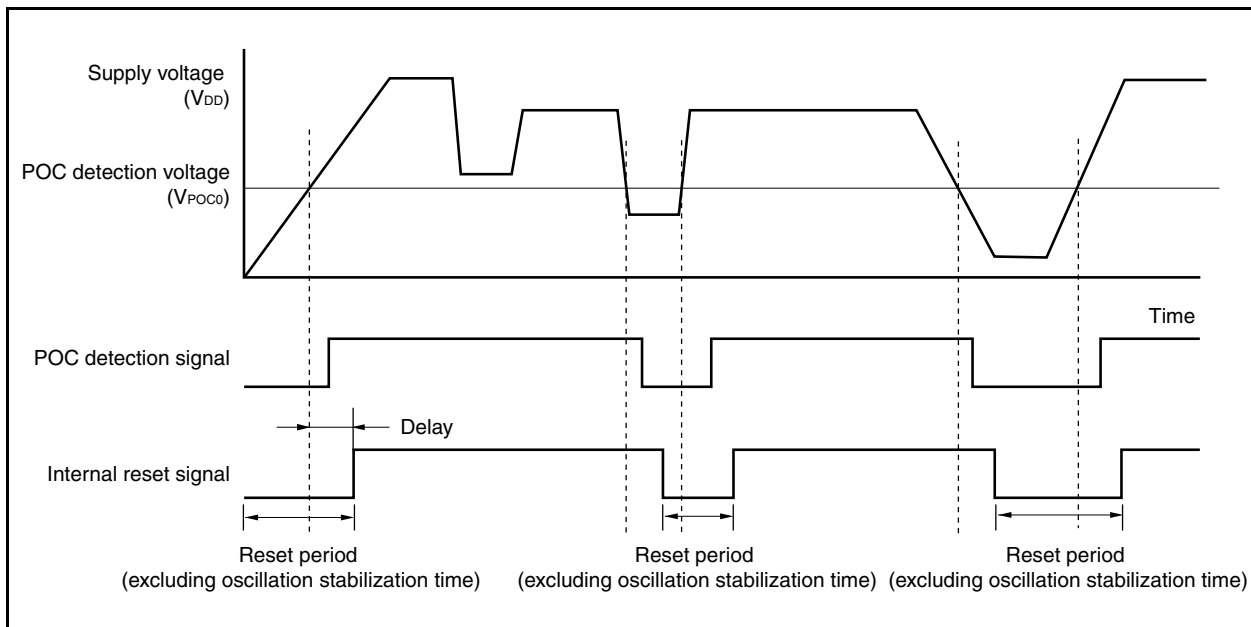 Supply voltage
(VDD)
POC detection voltage
(VPOC0)
Time
POC detection signal
Delay
Internal reset signal
Reset period
(excluding oscillation stabilization time)
Reset period
(excluding oscillation stabilization time)
Reset period
(excluding oscillation stabilization time)